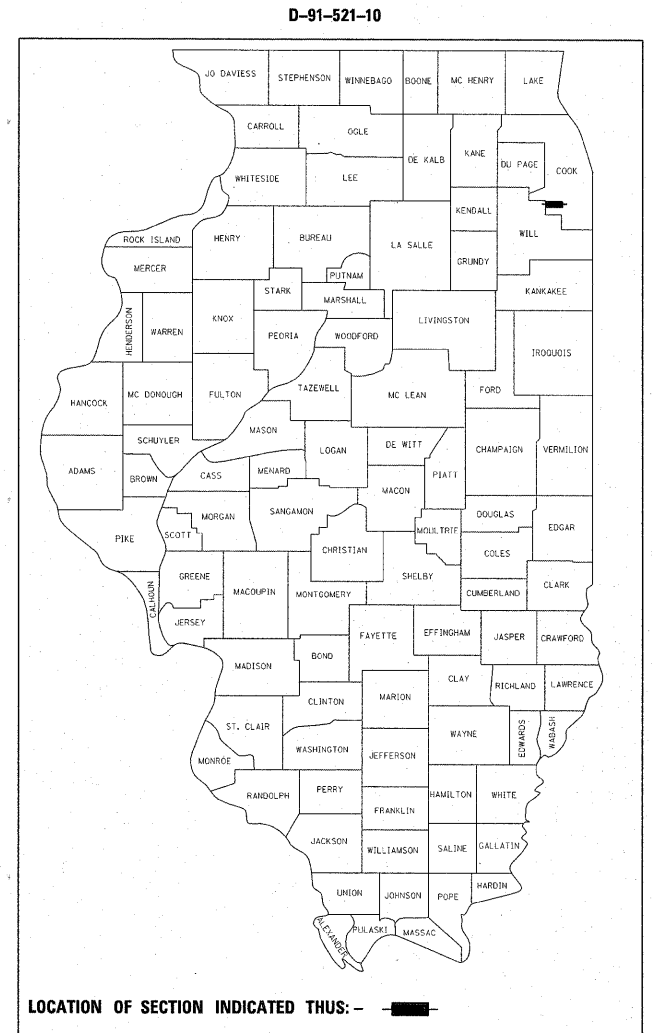 D–91–521–10
JO DAVIESS
STEPHENSON
WINNEBAGO
BOONE
MC HENRY
LAKE
CARROLL
OGLE
DE KALB
KANE
DU PAGE
COOK
WHITESIDE
LEE
KENDALL
WILL
ROCK ISLAND
HENRY
BUREAU
LA SALLE
GRUNDY
MERCER
PUTNAM
STARK
MARSHALL
KANKAKEE
HENDERSON
WARREN
KNOX
PEORIA
WOODFORD
LIVINGSTON
IROQUOIS
HANCOCK
MC DONOUGH
FULTON
TAZEWELL
MC LEAN
FORD
MASON
SCHUYLER
LOGAN
DE WITT
CHAMPAIGN
VERMILION
ADAMS
BROWN
CASS
MENARD
PIATT
MACON
PIKE
SCOTT
MORGAN
SANGAMON
MOULTRIE
DOUGLAS
EDGAR
CHRISTIAN
COLES
CALHOUN
GREENE
MACOUPIN
MONTGOMERY
SHELBY
CUMBERLAND
CLARK
JERSEY
FAYETTE
EFFINGHAM
JASPER
CRAWFORD
MADISON
BOND
CLAY
RICHLAND
LAWRENCE
CLINTON
MARION
ST. CLAIR
WAYNE
EDWARDS
WABASH
MONROE
WASHINGTON
JEFFERSON
RANDOLPH
PERRY
HAMILTON
WHITE
FRANKLIN
JACKSON
WILLIAMSON
SALINE
GALLATIN
UNION
JOHNSON
POPE
HARDIN
ALEXANDER
PULASKI
MASSAC
LOCATION OF SECTION INDICATED THUS: –